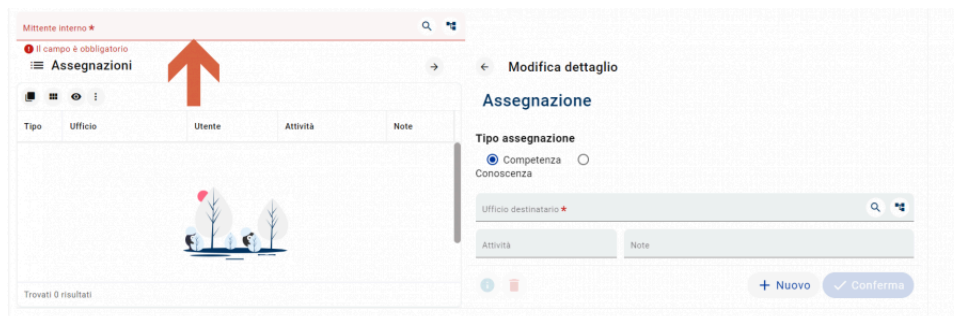 Mittente interno *
Il campo è obbligatorio
Assegnazioni
Tipo Ufficio Utente Attività Note
Trovati 0 risultati
Modifica dettaglio
Assegnazione
Tipo assegnazione
Competenza
Conoscenza
Ufficio destinatario *
Attività Note
+ Nuovo Conferma